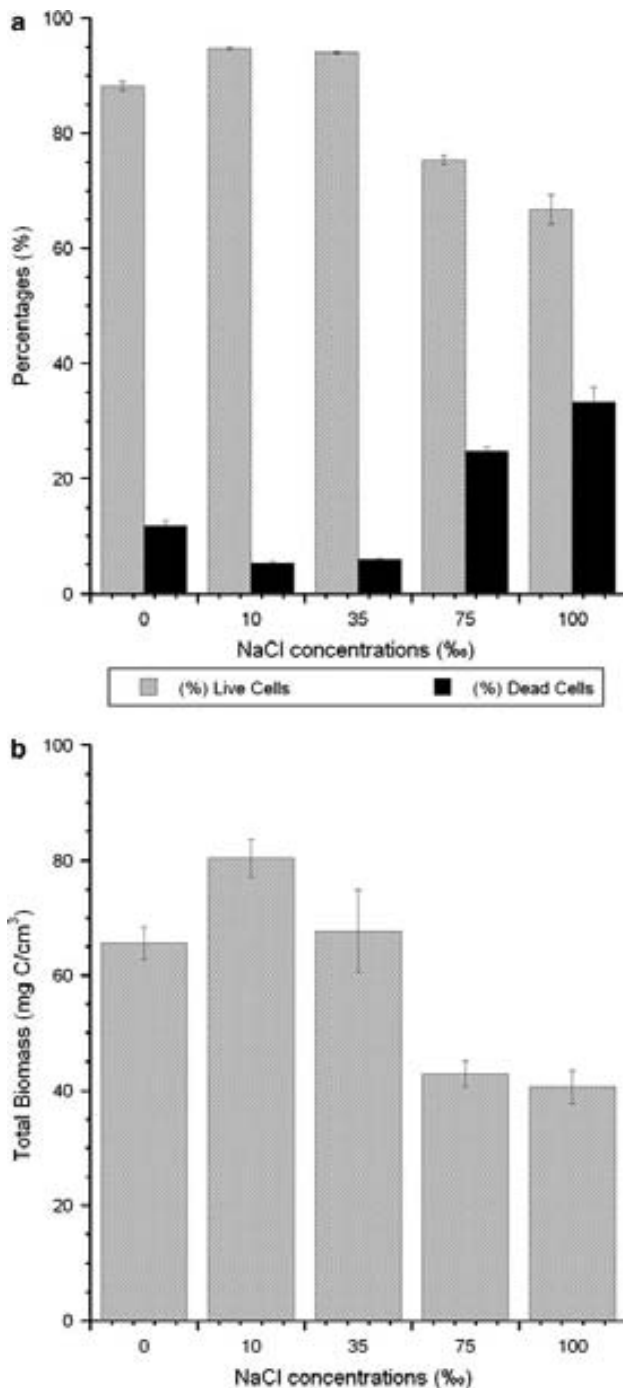 a
100
80
60
40
20
0
Percentages (%)
0 10 35 75 100
NaCl concentrations (‰)
(%) Live Cells (%) Dead Cells
b
100
80
60
40
20
0
Total Biomass (mg C/cm³)
0 10 35 75 100
NaCl concentrations (‰)